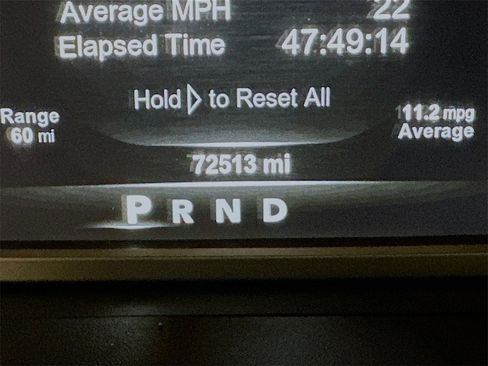 Average MPH 22
Elapsed Time 47:49:14
Hold ▷ to Reset All
Range 60 mi
11.2 mpg Average
72513 mi
P R N D